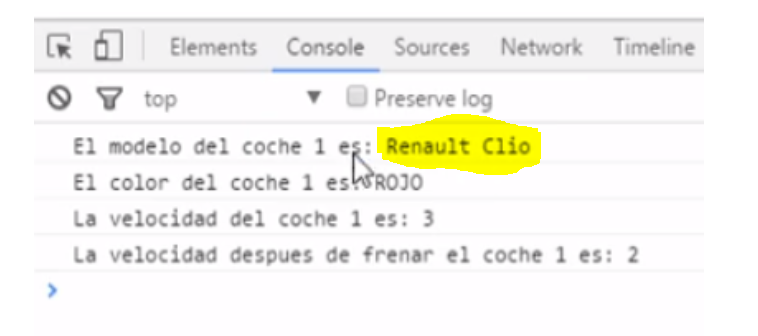 Elements Console Sources Network Timeline
top ▼ Preserve log
El modelo del coche 1 es: Renault Clio
El color del coche 1 es: ROJO
La velocidad del coche 1 es: 3
La velocidad despues de frenar el coche 1 es: 2
>